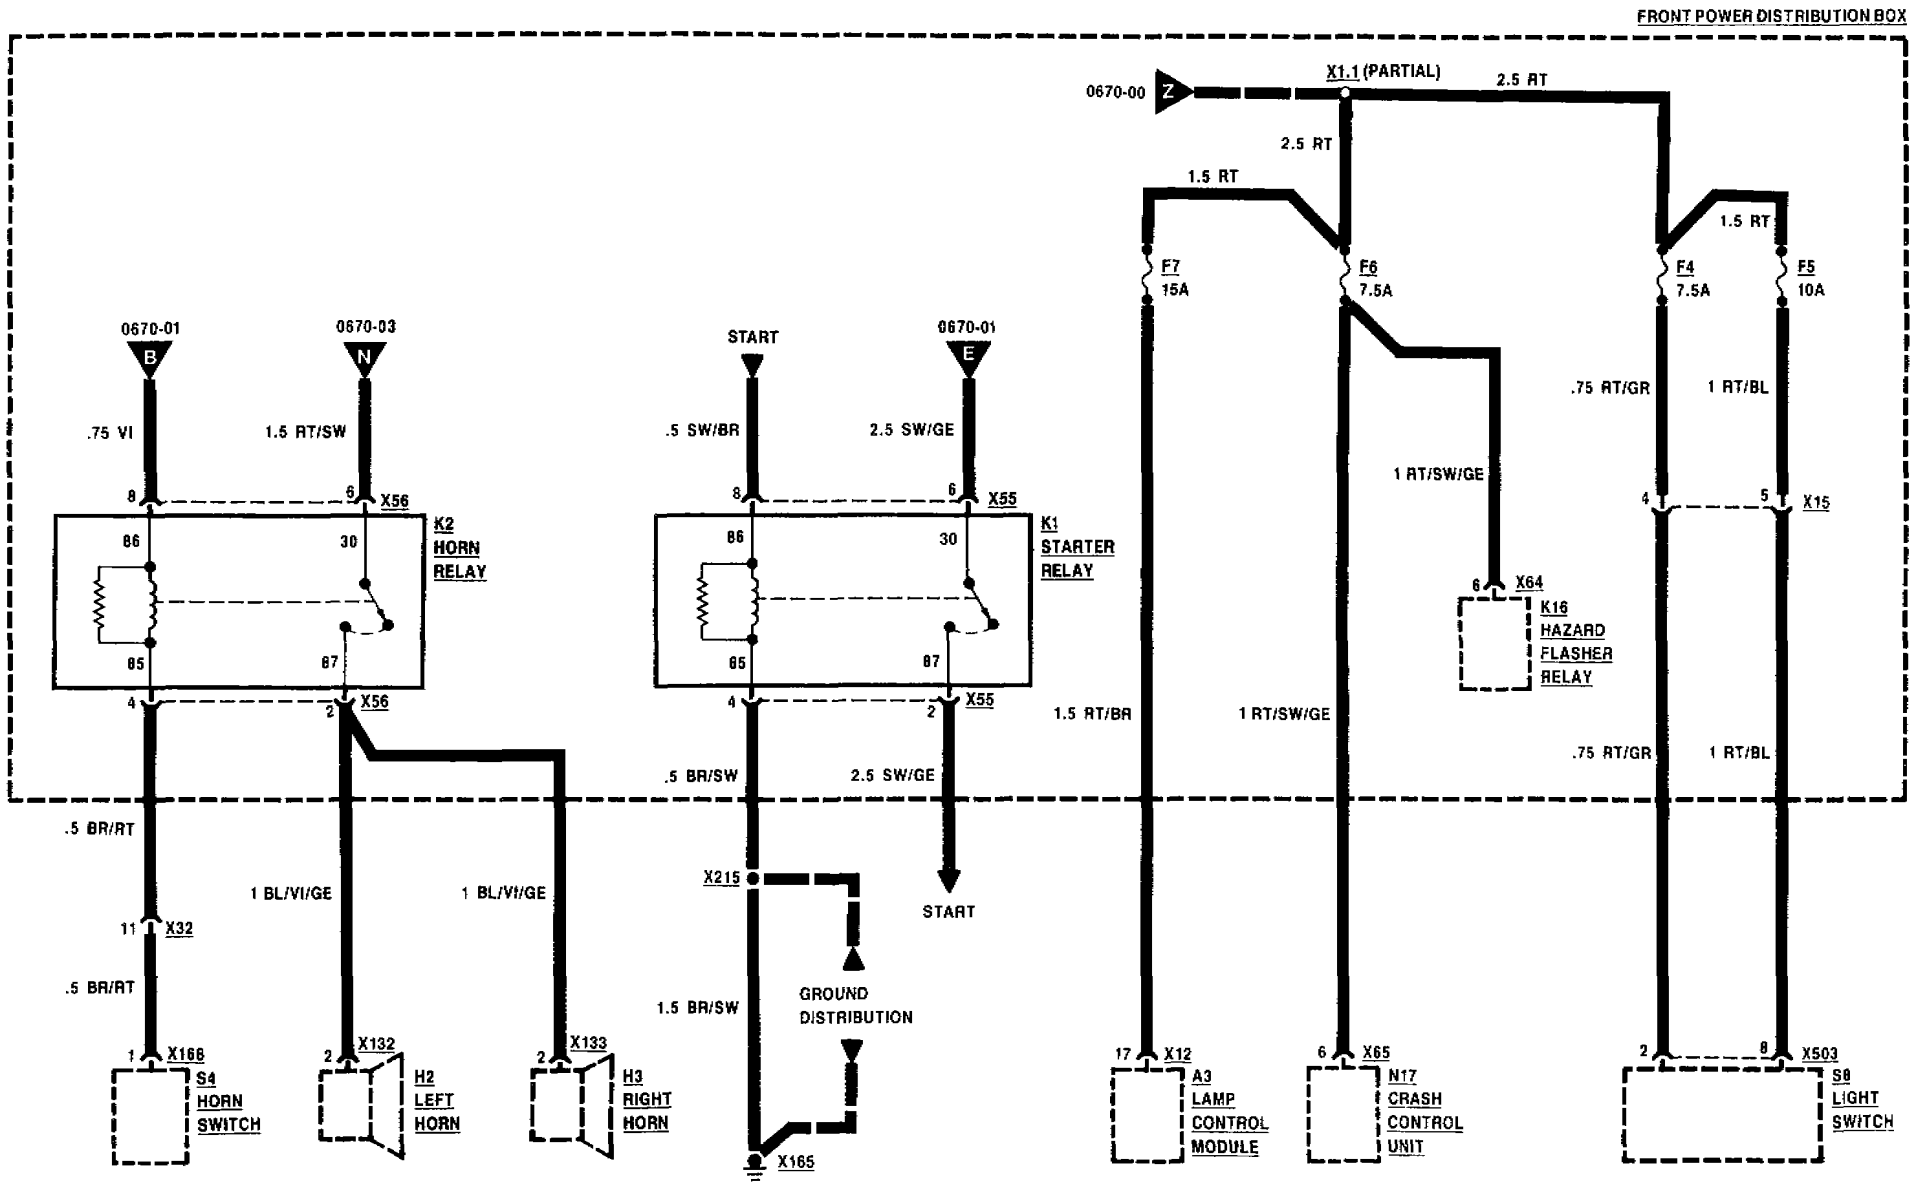 FRONT POWER DISTRIBUTION BOX
X1.1 (PARTIAL)
2.5 RT
0670-00
Z
2.5 RT
1.5 RT
1.5 RT
F7
15A
F6
7.5A
F4
7.5A
F5
10A
0670-01
B
0670-03
N
START
0670-01
E
.75 RT/GR
1 RT/BL
.75 VI
1.5 RT/SW
.5 SW/BR
2.5 SW/GE
1 RT/SW/GE
8
6
X56
8
6
X55
4
5
X15
K2
HORN
RELAY
86
30
K1
STARTER
RELAY
86
30
6
X64
K16
HAZARD
FLASHER
RELAY
85
87
85
87
4
2
X56
4
2
X55
1.5 RT/BR
1 RT/SW/GE
.75 RT/GR
1 RT/BL
.5 BR/SW
2.5 SW/GE
.5 BR/RT
1 BL/VI/GE
1 BL/VI/GE
X215
START
11
X32
.5 BR/RT
1.5 BR/SW
GROUND
DISTRIBUTION
1
X168
2
X132
2
X133
17
X12
6
X65
2
8
X503
S4
HORN
SWITCH
H2
LEFT
HORN
H3
RIGHT
HORN
X165
A3
LAMP
CONTROL
MODULE
N17
CRASH
CONTROL
UNIT
S8
LIGHT
SWITCH